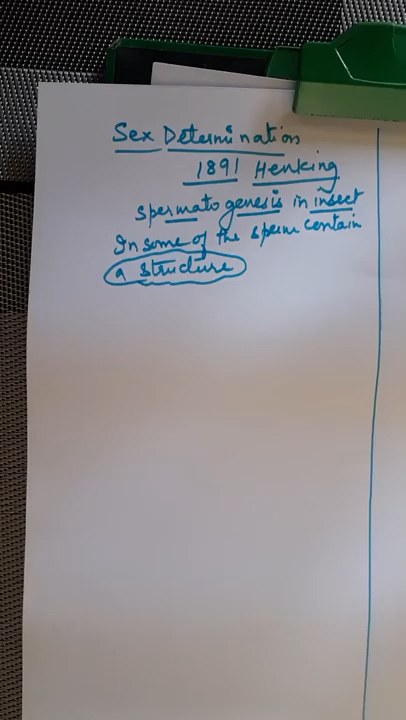 Sex Determination
1891 Henking
Spermatogenesis in insect
In some of the sperm contain
a structure